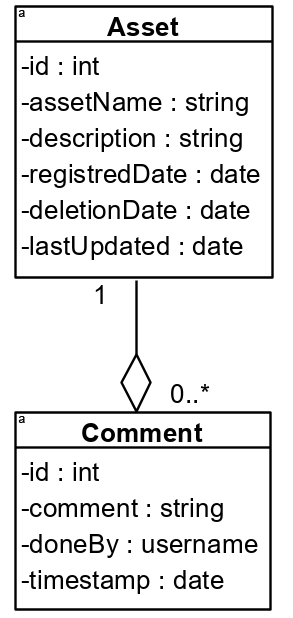 a
Asset
-id : int
-assetName : string
-description : string
-registredDate : date
-deletionDate : date
-lastUpdated : date
1
0..*
a
Comment
-id : int
-comment : string
-doneBy : username
-timestamp : date